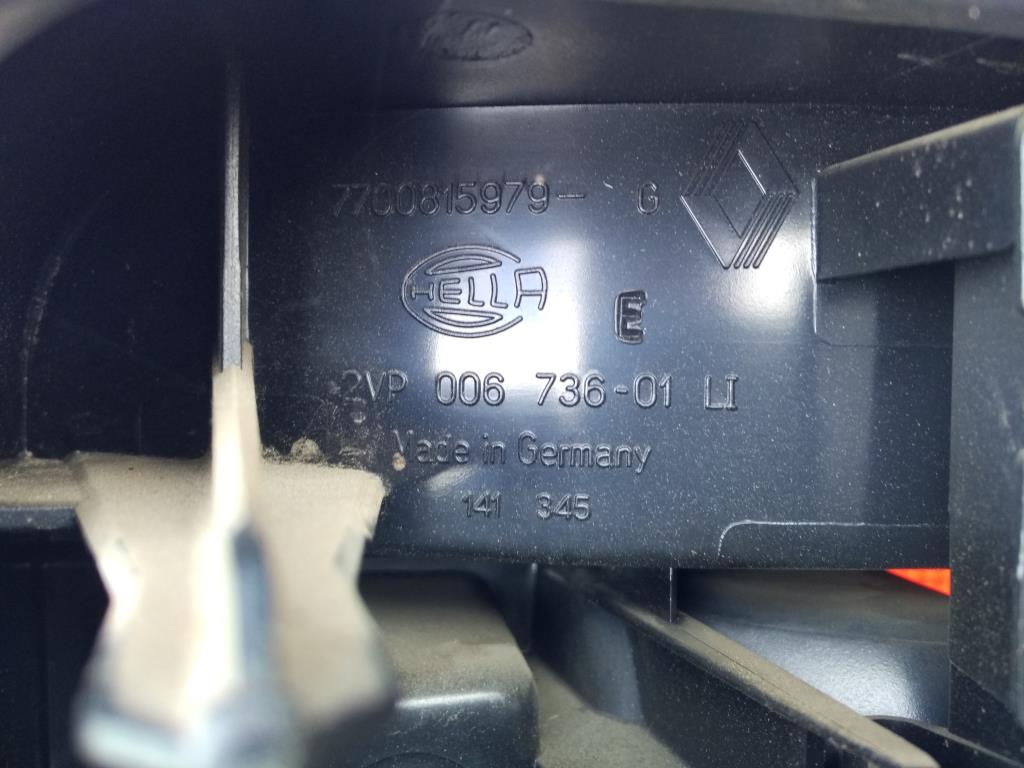 7700815979- G
HELLA
E
2VP 006 736-01 LI
Made in Germany
141 345